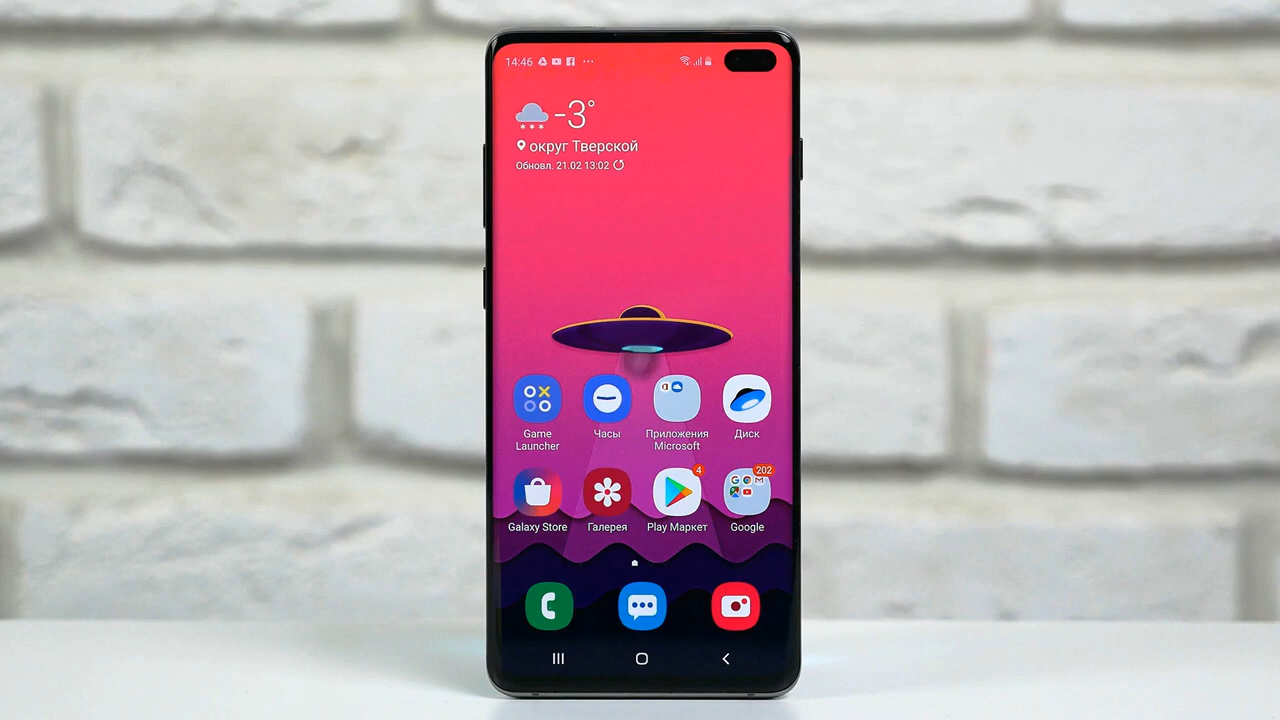 14:46
-3°
округ Тверской
Обновл. 21.02 13:02
Game
Launcher
Часы
Приложения
Microsoft
Диск
4
202
Galaxy Store
Галерея
Play Маркет
Google